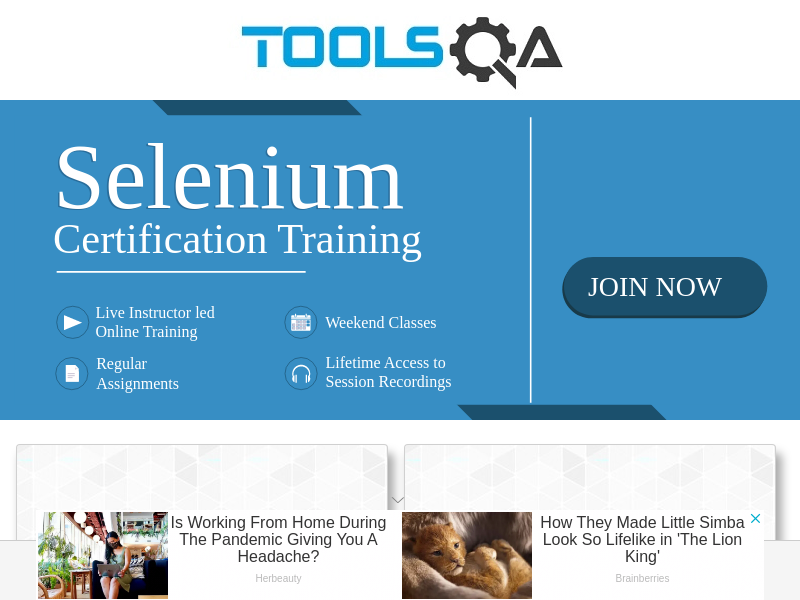 TOOLSQA
Selenium
Certification Training
JOIN NOW
Live Instructor led
Online Training
Weekend Classes
Regular
Assignments
Lifetime Access to
Session Recordings
Is Working From Home During
The Pandemic Giving You A
Headache?
Herbeauty
How They Made Little Simba
Look So Lifelike in 'The Lion
King'
Brainberries